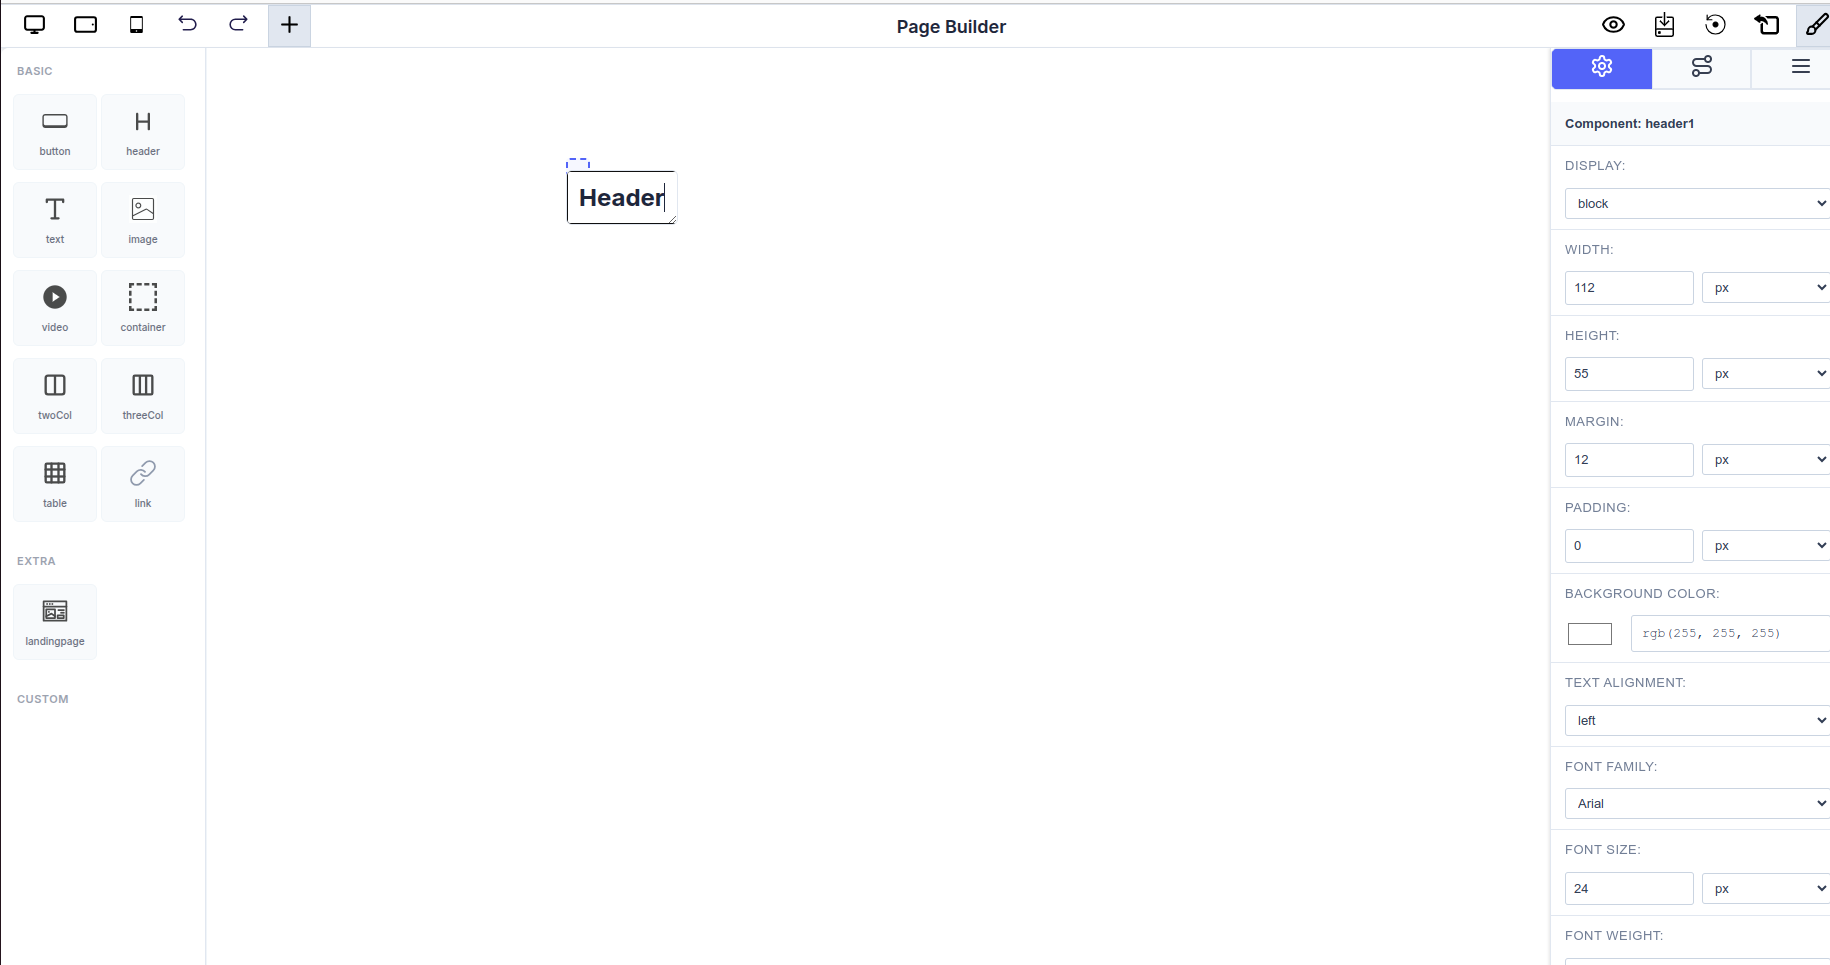 Page Builder
BASIC
button
header
text
image
video
container
twoCol
threeCol
table
link
EXTRA
landingpage
CUSTOM
Header
Component: header1
DISPLAY:
block
WIDTH:
112 px
HEIGHT:
55 px
MARGIN:
12 px
PADDING:
0 px
BACKGROUND COLOR:
rgb(255, 255, 255)
TEXT ALIGNMENT:
left
FONT FAMILY:
Arial
FONT SIZE:
24 px
FONT WEIGHT: